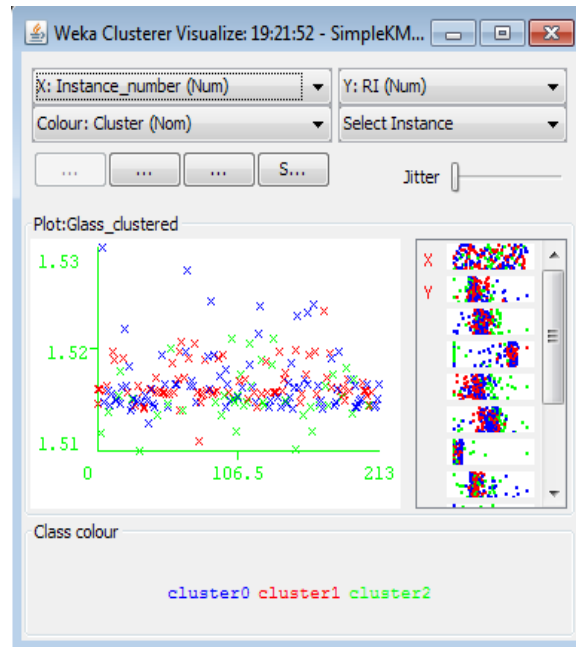 Weka Clusterer Visualize: 19:21:52 - SimpleKM...
X: Instance_number (Num) Y: RI (Num)
Colour: Cluster (Nom) Select Instance
... ... ... S... Jitter
Plot:Glass_clustered
1.53
X
Y
1.52
1.51
0 106.5 213
Class colour
cluster0 cluster1 cluster2